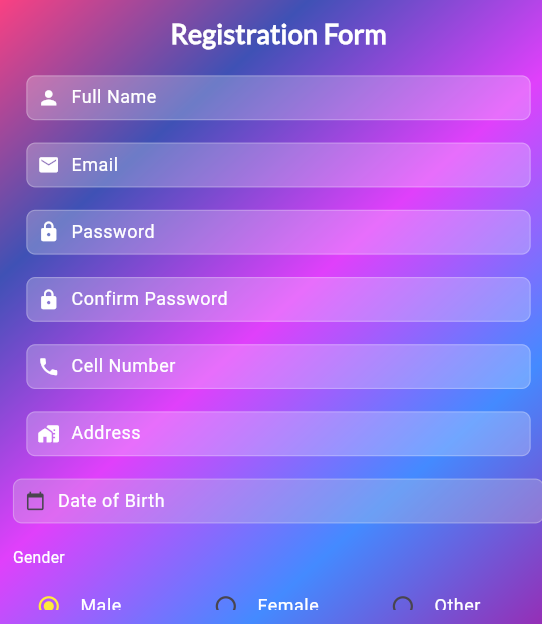 Registration Form
Full Name
Email
Password
Confirm Password
Cell Number
Address
Date of Birth
Gender
Male Female Other